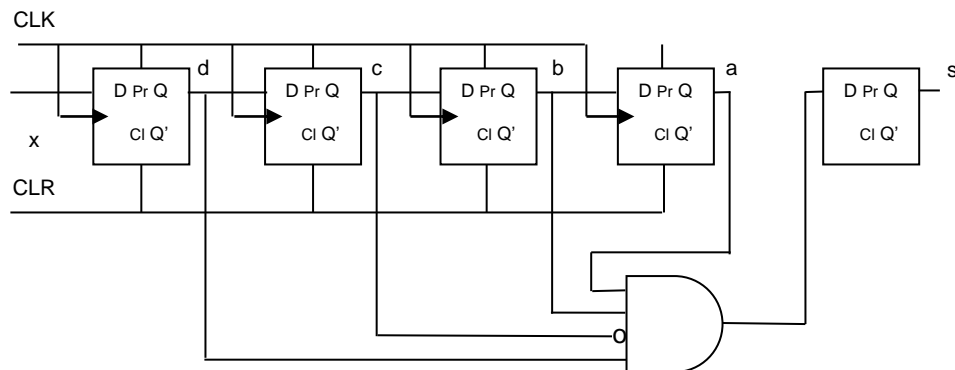 CLK
d c b a s
D Pr Q D Pr Q D Pr Q D Pr Q D Pr Q
Cl Q' Cl Q' Cl Q' Cl Q' Cl Q'
x
CLR